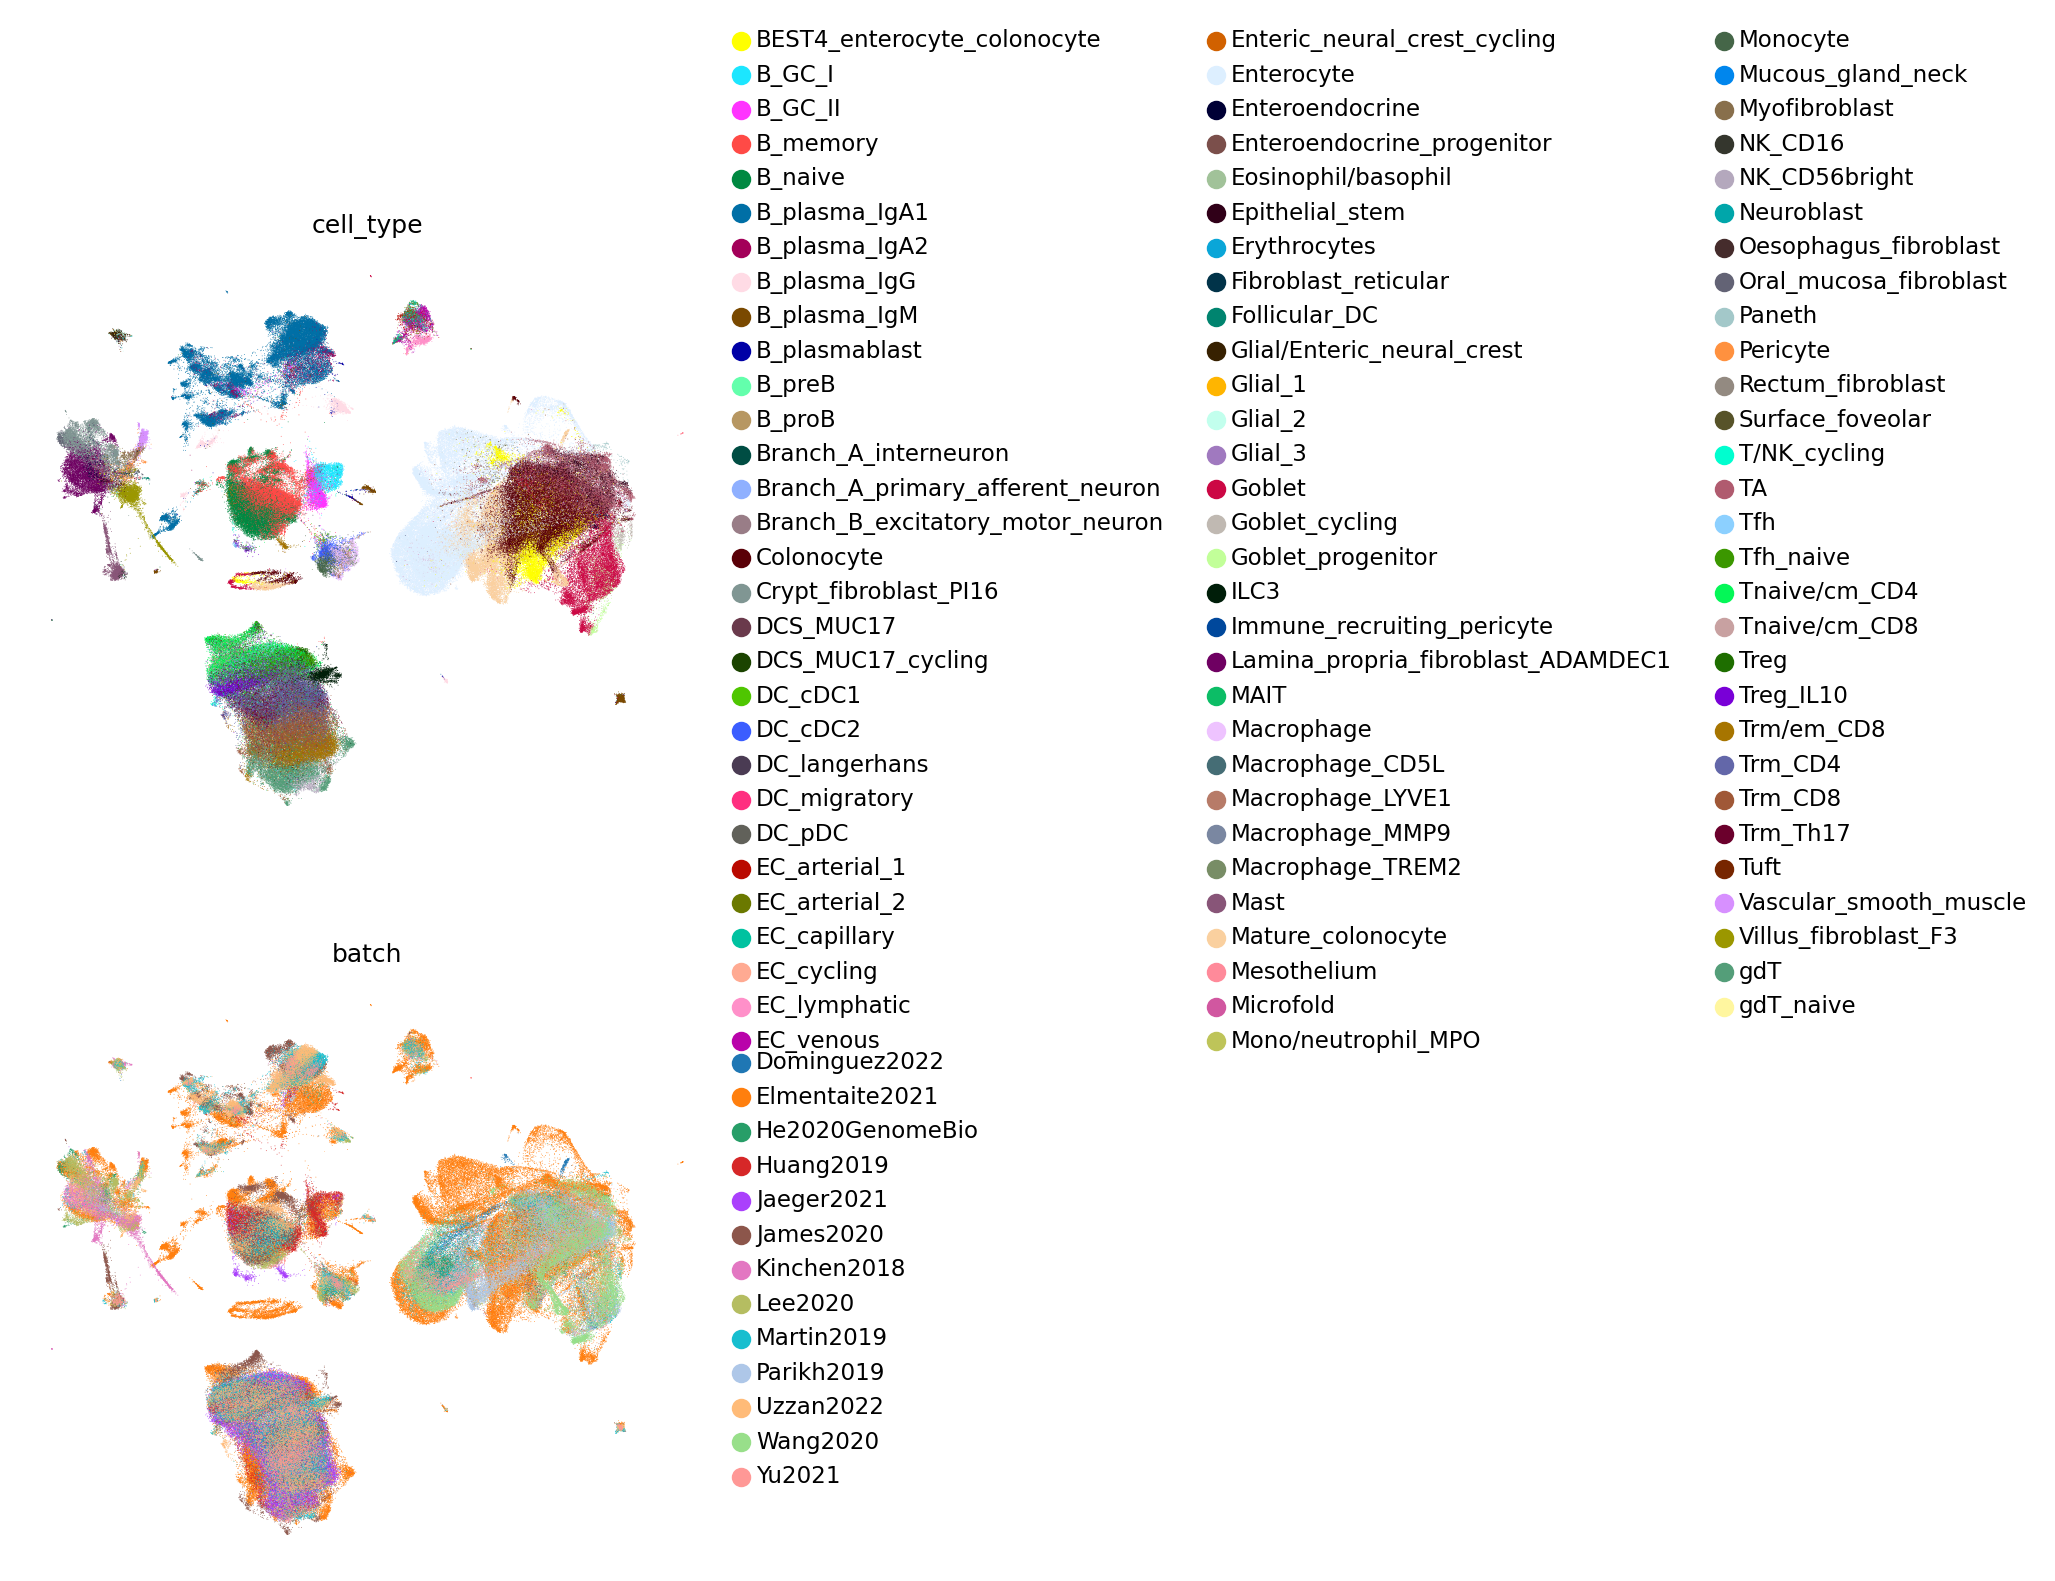 cell_type
BEST4_enterocyte_colonocyte
B_GC_I
B_GC_II
B_memory
B_naive
B_plasma_IgA1
B_plasma_IgA2
B_plasma_IgG
B_plasma_IgM
B_plasmablast
B_preB
B_proB
Branch_A_interneuron
Branch_A_primary_afferent_neuron
Branch_B_excitatory_motor_neuron
Colonocyte
Crypt_fibroblast_PI16
DCS_MUC17
DCS_MUC17_cycling
DC_cDC1
DC_cDC2
DC_langerhans
DC_migratory
DC_pDC
EC_arterial_1
EC_arterial_2
EC_capillary
EC_cycling
EC_lymphatic
EC_venous
Enteric_neural_crest_cycling
Enterocyte
Enteroendocrine
Enteroendocrine_progenitor
Eosinophil/basophil
Epithelial_stem
Erythrocytes
Fibroblast_reticular
Follicular_DC
Glial/Enteric_neural_crest
Glial_1
Glial_2
Glial_3
Goblet
Goblet_cycling
Goblet_progenitor
ILC3
Immune_recruiting_pericyte
Lamina_propria_fibroblast_ADAMDEC1
MAIT
Macrophage
Macrophage_CD5L
Macrophage_LYVE1
Macrophage_MMP9
Macrophage_TREM2
Mast
Mature_colonocyte
Mesothelium
Microfold
Mono/neutrophil_MPO
Monocyte
Mucous_gland_neck
Myofibroblast
NK_CD16
NK_CD56bright
Neuroblast
Oesophagus_fibroblast
Oral_mucosa_fibroblast
Paneth
Pericyte
Rectum_fibroblast
Surface_foveolar
T/NK_cycling
TA
Tfh
Tfh_naive
Tnaive/cm_CD4
Tnaive/cm_CD8
Treg
Treg_IL10
Trm/em_CD8
Trm_CD4
Trm_CD8
Trm_Th17
Tuft
Vascular_smooth_muscle
Villus_fibroblast_F3
gdT
gdT_naive
batch
Dominguez2022
Elmentaite2021
He2020GenomeBio
Huang2019
Jaeger2021
James2020
Kinchen2018
Lee2020
Martin2019
Parikh2019
Uzzan2022
Wang2020
Yu2021